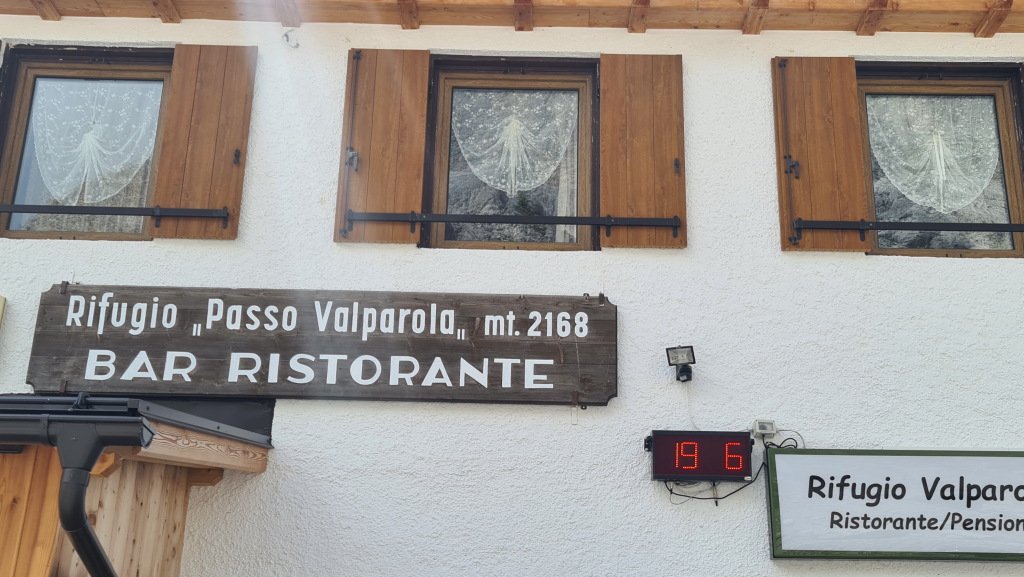 Rifugio „Passo Valparola„ mt. 2168
BAR RISTORANTE
19 6
Rifugio Valparo
Ristorante/Pension